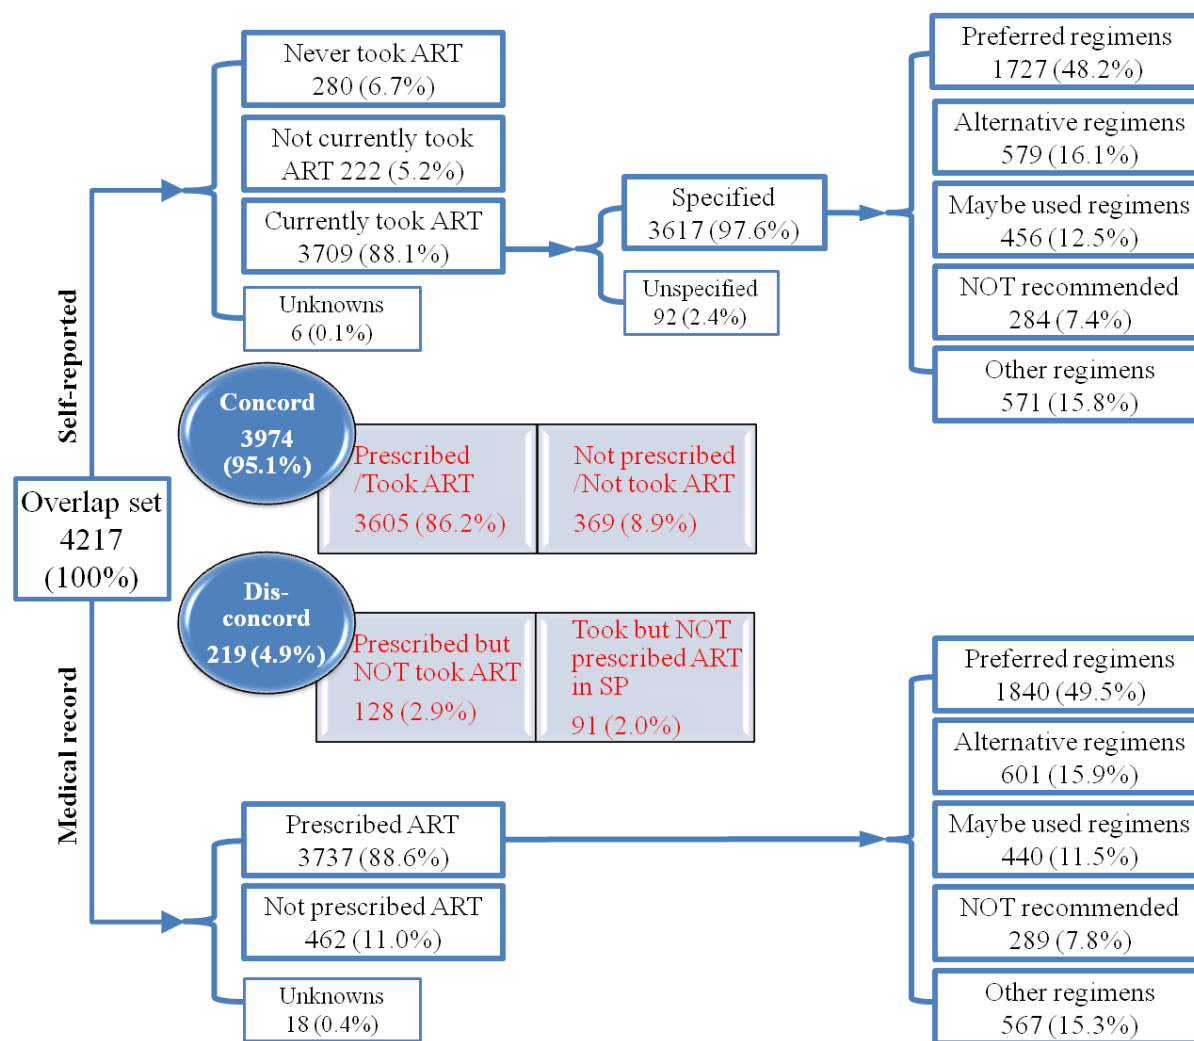 Never took ART
280 (6.7%)
Not currently took
ART 222 (5.2%)
Currently took ART
3709 (88.1%)
Unknowns
6 (0.1%)
Specified
3617 (97.6%)
Unspecified
92 (2.4%)
Preferred regimens
1727 (48.2%)
Alternative regimens
579 (16.1%)
Maybe used regimens
456 (12.5%)
NOT recommended
284 (7.4%)
Other regimens
571 (15.8%)
Self-reported
Overlap set
4217
(100%)
Medical record
Concord
3974
(95.1%)
Prescribed
/Took ART
3605 (86.2%)
Not prescribed
/Not took ART
369 (8.9%)
Dis-
concord
219 (4.9%)
Prescribed but
NOT took ART
128 (2.9%)
Took but NOT
prescribed ART
in SP
91 (2.0%)
Prescribed ART
3737 (88.6%)
Not prescribed ART
462 (11.0%)
Unknowns
18 (0.4%)
Preferred regimens
1840 (49.5%)
Alternative regimens
601 (15.9%)
Maybe used regimens
440 (11.5%)
NOT recommended
289 (7.8%)
Other regimens
567 (15.3%)